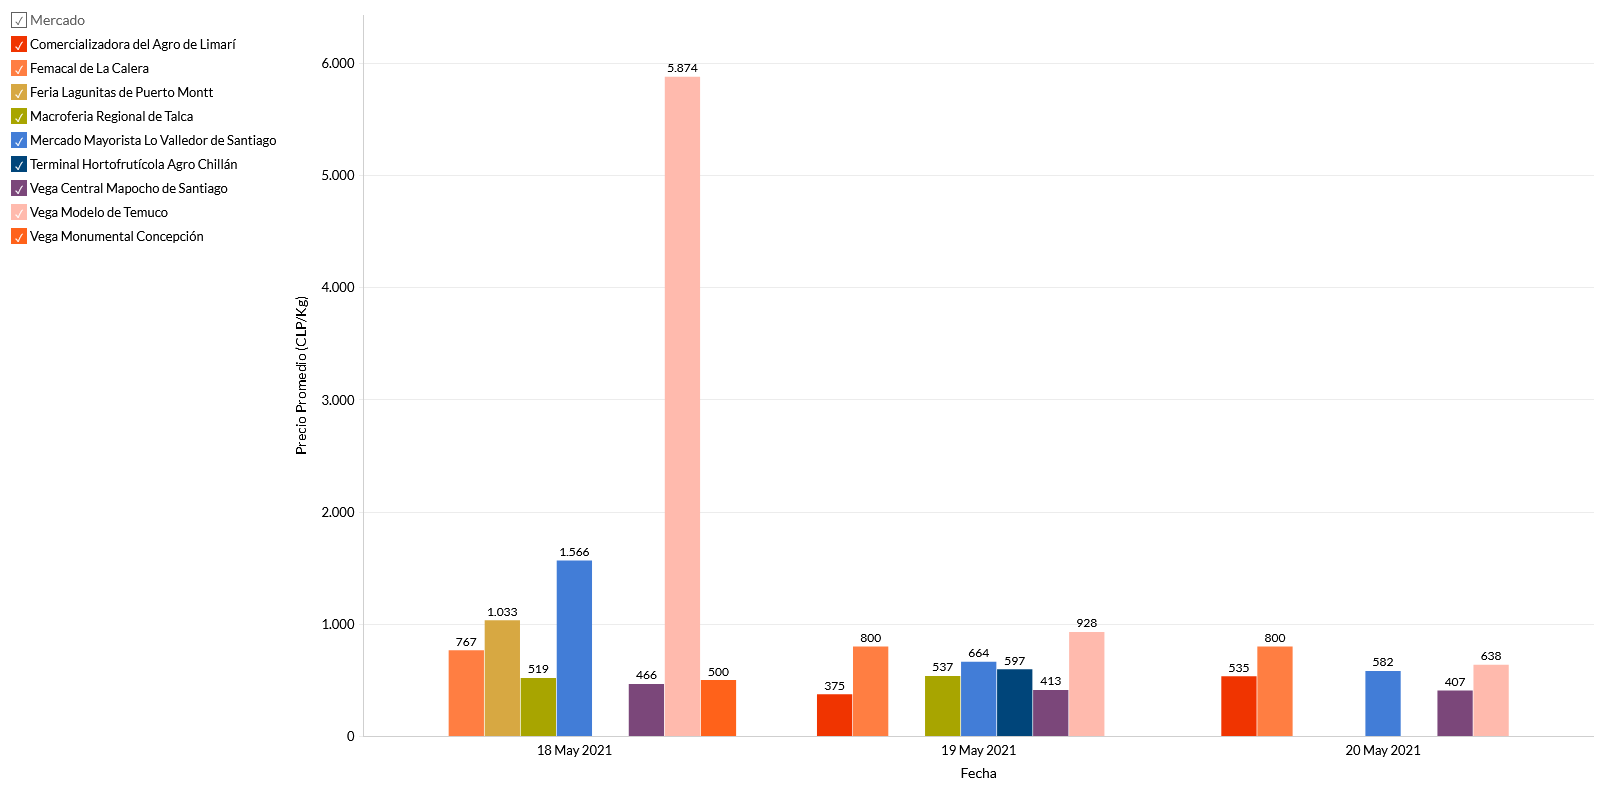 Mercado
Comercializadora del Agro de Limarí
Femacal de La Calera
Feria Lagunitas de Puerto Montt
Macroferia Regional de Talca
Mercado Mayorista Lo Valledor de Santiago
Terminal Hortofrutícola Agro Chillán
Vega Central Mapocho de Santiago
Vega Modelo de Temuco
Vega Monumental Concepción
Precio Promedio (CLP/Kg)
6.000
5.000
4.000
3.000
2.000
1.000
0
767
1.033
519
1.566
466
5.874
500
375
800
537
664
597
413
928
535
800
582
407
638
18 May 2021
19 May 2021
20 May 2021
Fecha